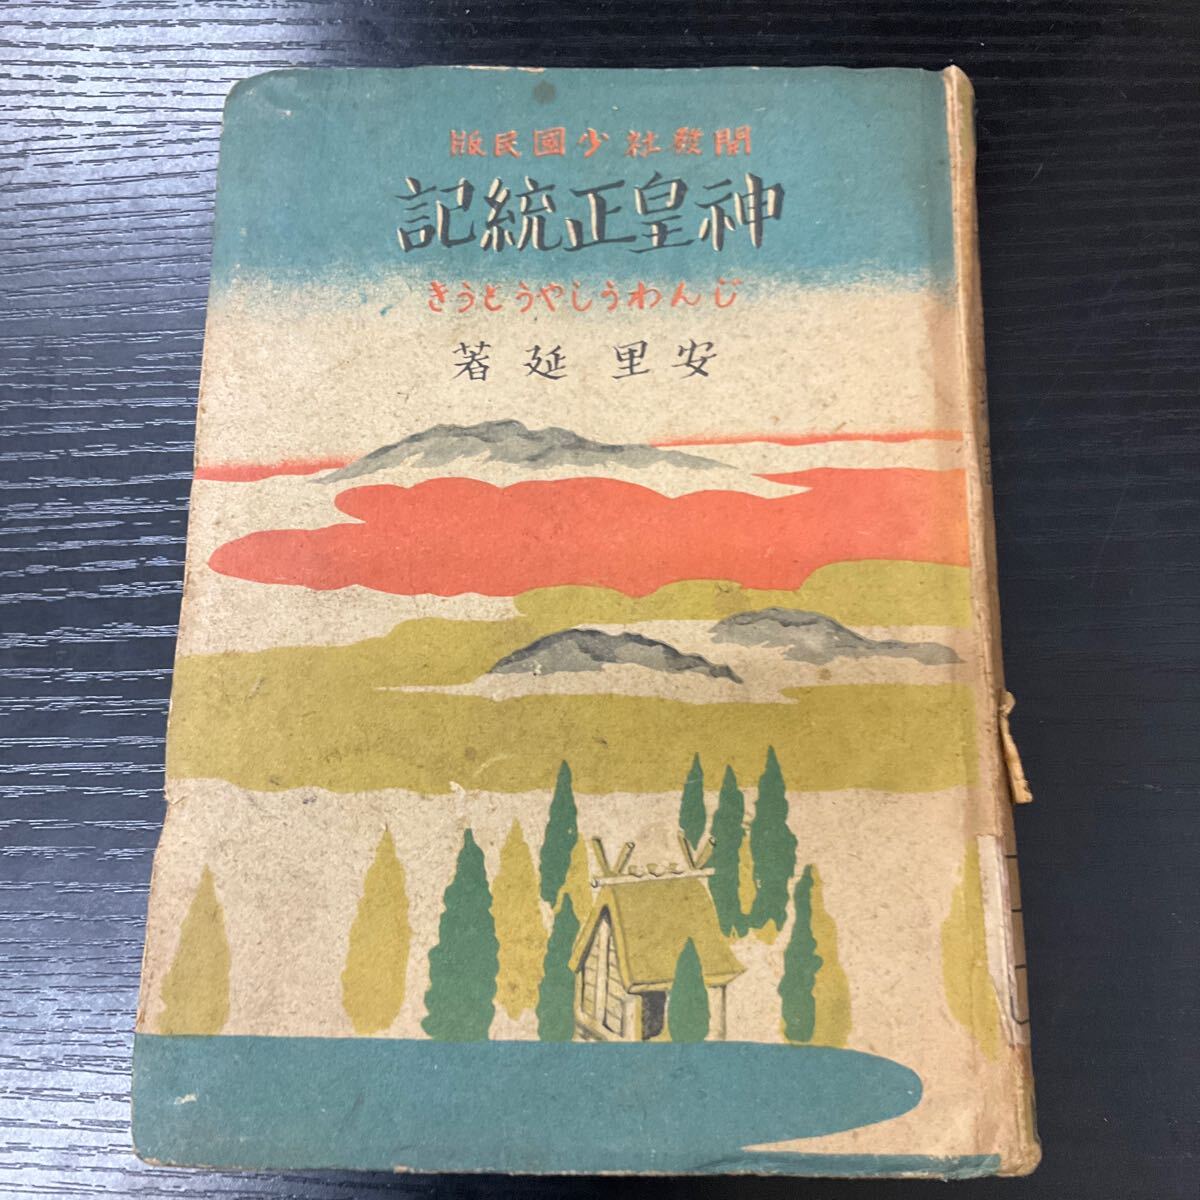 開發社少國民版
神皇正統記
じんわうしやうとうき
安里 延 著